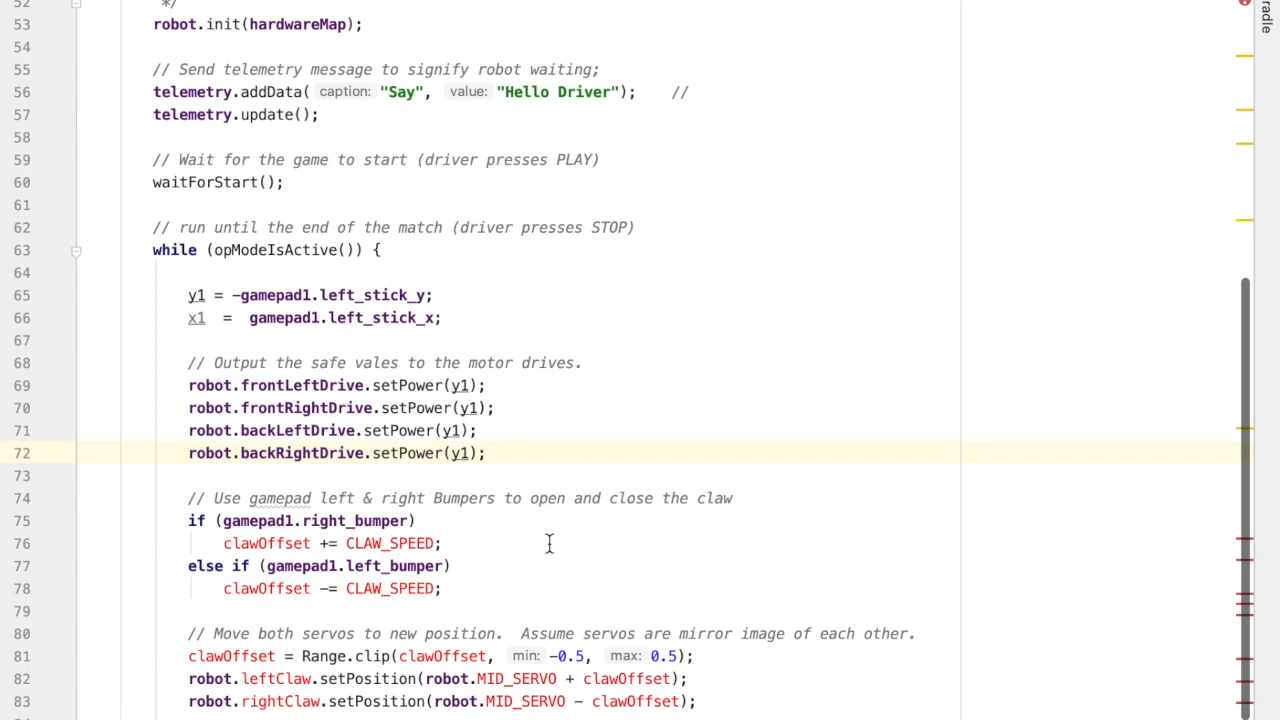 52 */
53 robot.init(hardwareMap);
54
55 // Send telemetry message to signify robot waiting;
56 telemetry.addData( caption: "Say", value: "Hello Driver"); //
57 telemetry.update();
58
59 // Wait for the game to start (driver presses PLAY)
60 waitForStart();
61
62 // run until the end of the match (driver presses STOP)
63 while (opModeIsActive()) {
64
65 y1 = -gamepad1.left_stick_y;
66 x1 = gamepad1.left_stick_x;
67
68 // Output the safe vales to the motor drives.
69 robot.frontLeftDrive.setPower(y1);
70 robot.frontRightDrive.setPower(y1);
71 robot.backLeftDrive.setPower(y1);
72 robot.backRightDrive.setPower(y1);
73
74 // Use gamepad left & right Bumpers to open and close the claw
75 if (gamepad1.right_bumper)
76 clawOffset += CLAW_SPEED;
77 else if (gamepad1.left_bumper)
78 clawOffset -= CLAW_SPEED;
79
80 // Move both servos to new position.  Assume servos are mirror image of each other.
81 clawOffset = Range.clip(clawOffset, min: -0.5, max: 0.5);
82 robot.leftClaw.setPosition(robot.MID_SERVO + clawOffset);
83 robot.rightClaw.setPosition(robot.MID_SERVO - clawOffset);
radle